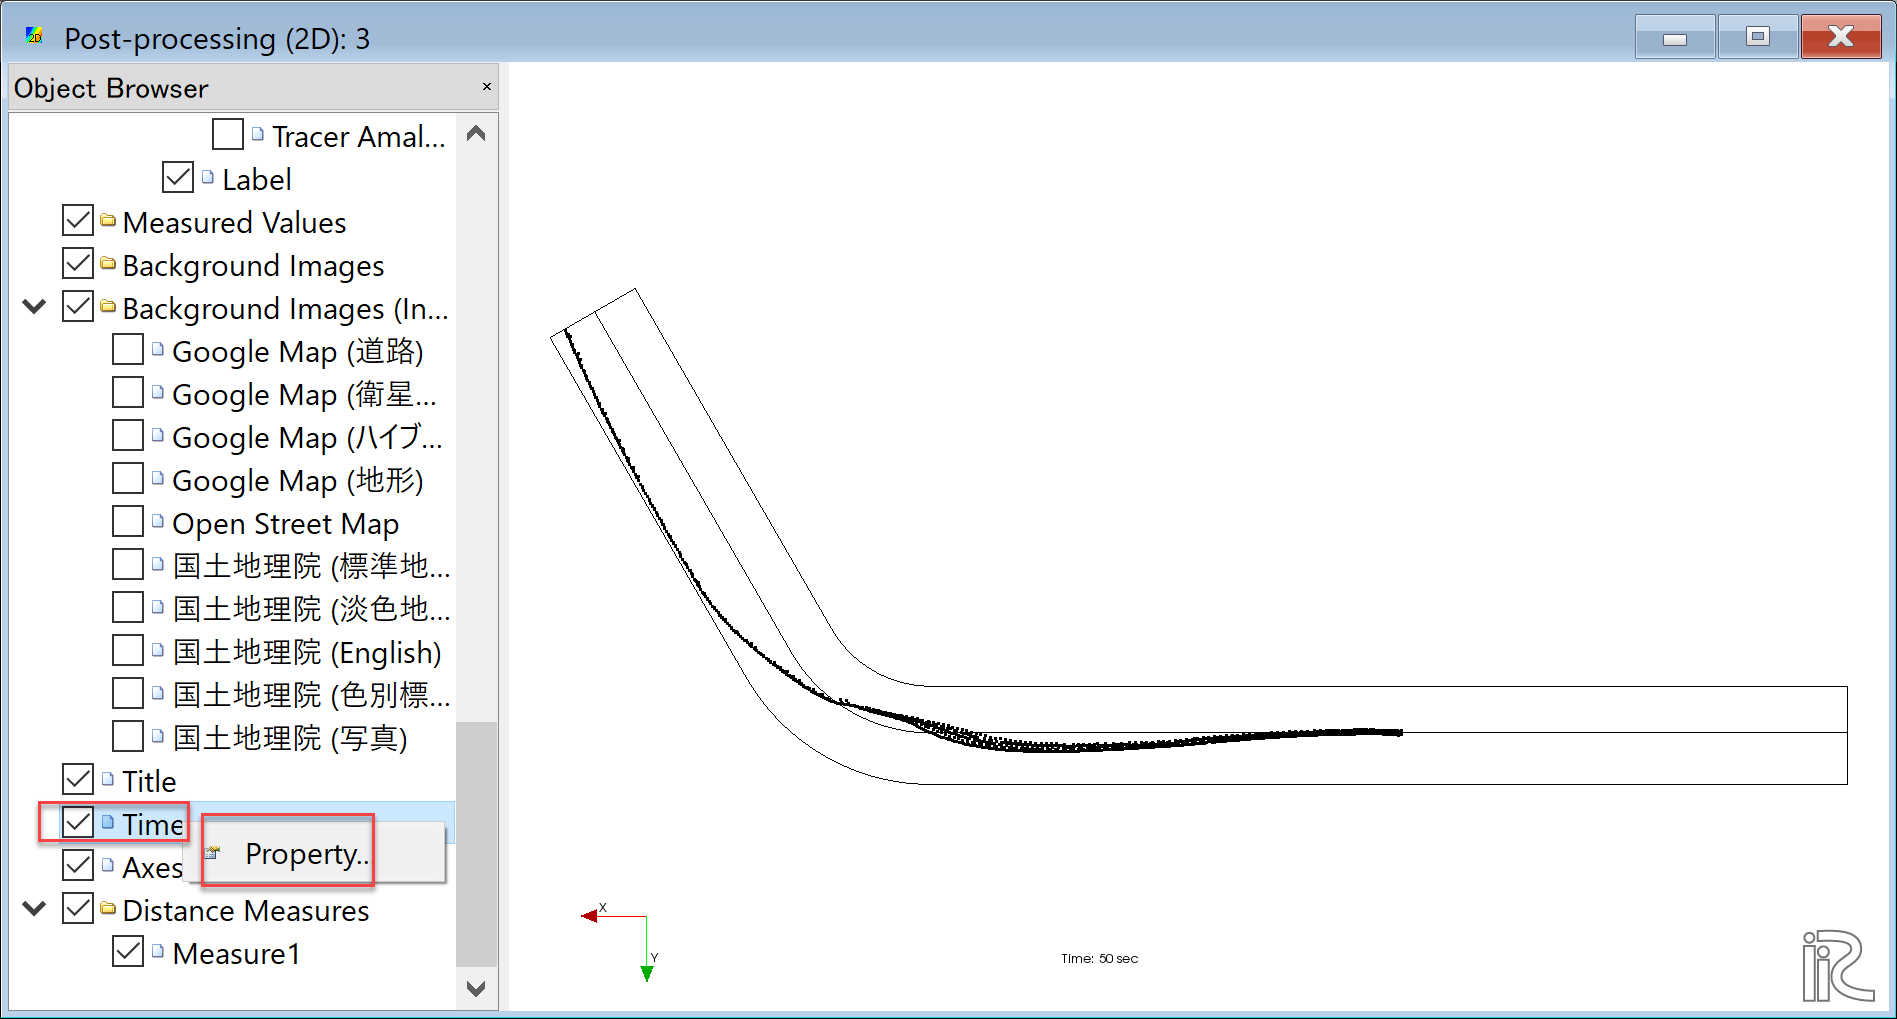 Post-processing (2D): 3
Object Browser
Tracer Amal...
Label
Measured Values
Background Images
Background Images (In...
Google Map (道路)
Google Map (衛星...
Google Map (ハイブ...
Google Map (地形)
Open Street Map
国土地理院 (標準地...
国土地理院 (淡色地...
国土地理院 (English)
国土地理院 (色別標...
国土地理院 (写真)
Title
Time
Property..
Axes
Distance Measures
Measure1
X
Y
Time: 50 sec
iRIC